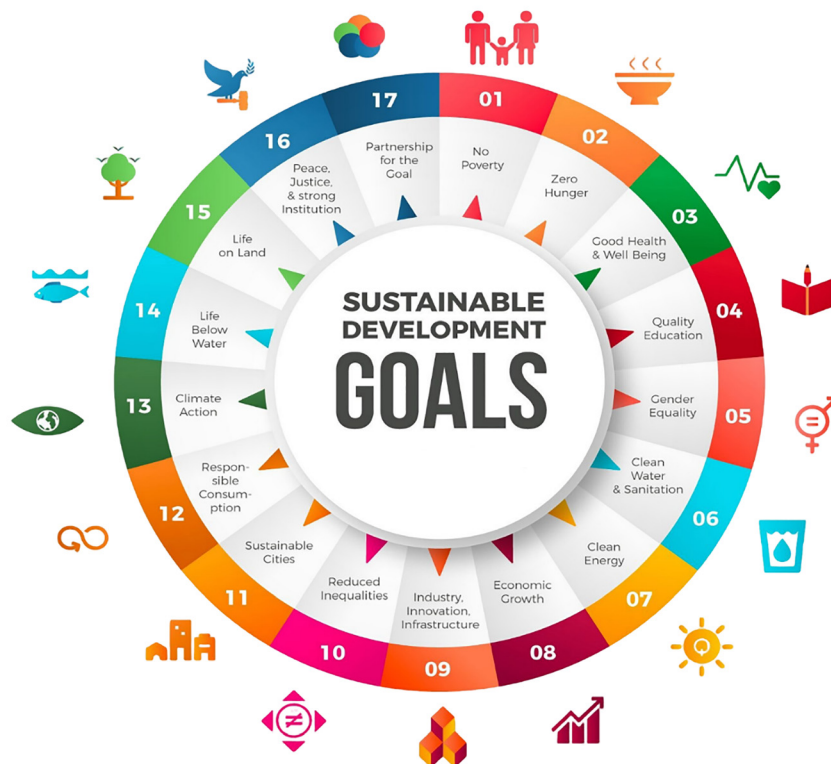 SUSTAINABLE
DEVELOPMENT
GOALS
01
No
Poverty
02
Zero
Hunger
03
Good Health
& Well Being
04
Quality
Education
05
Gender
Equality
06
Clean
Water
& Sanitation
07
Clean
Energy
08
Economic
Growth
09
Industry,
Innovation,
Infrastructure
10
Reduced
Inequalities
11
Sustainable
Cities
12
Respon-
sible
Consum-
ption
13
Climate
Action
14
Life
Below
Water
15
Life
on Land
16
Peace,
Justice,
& strong
Institution
17
Partnership
for the
Goal